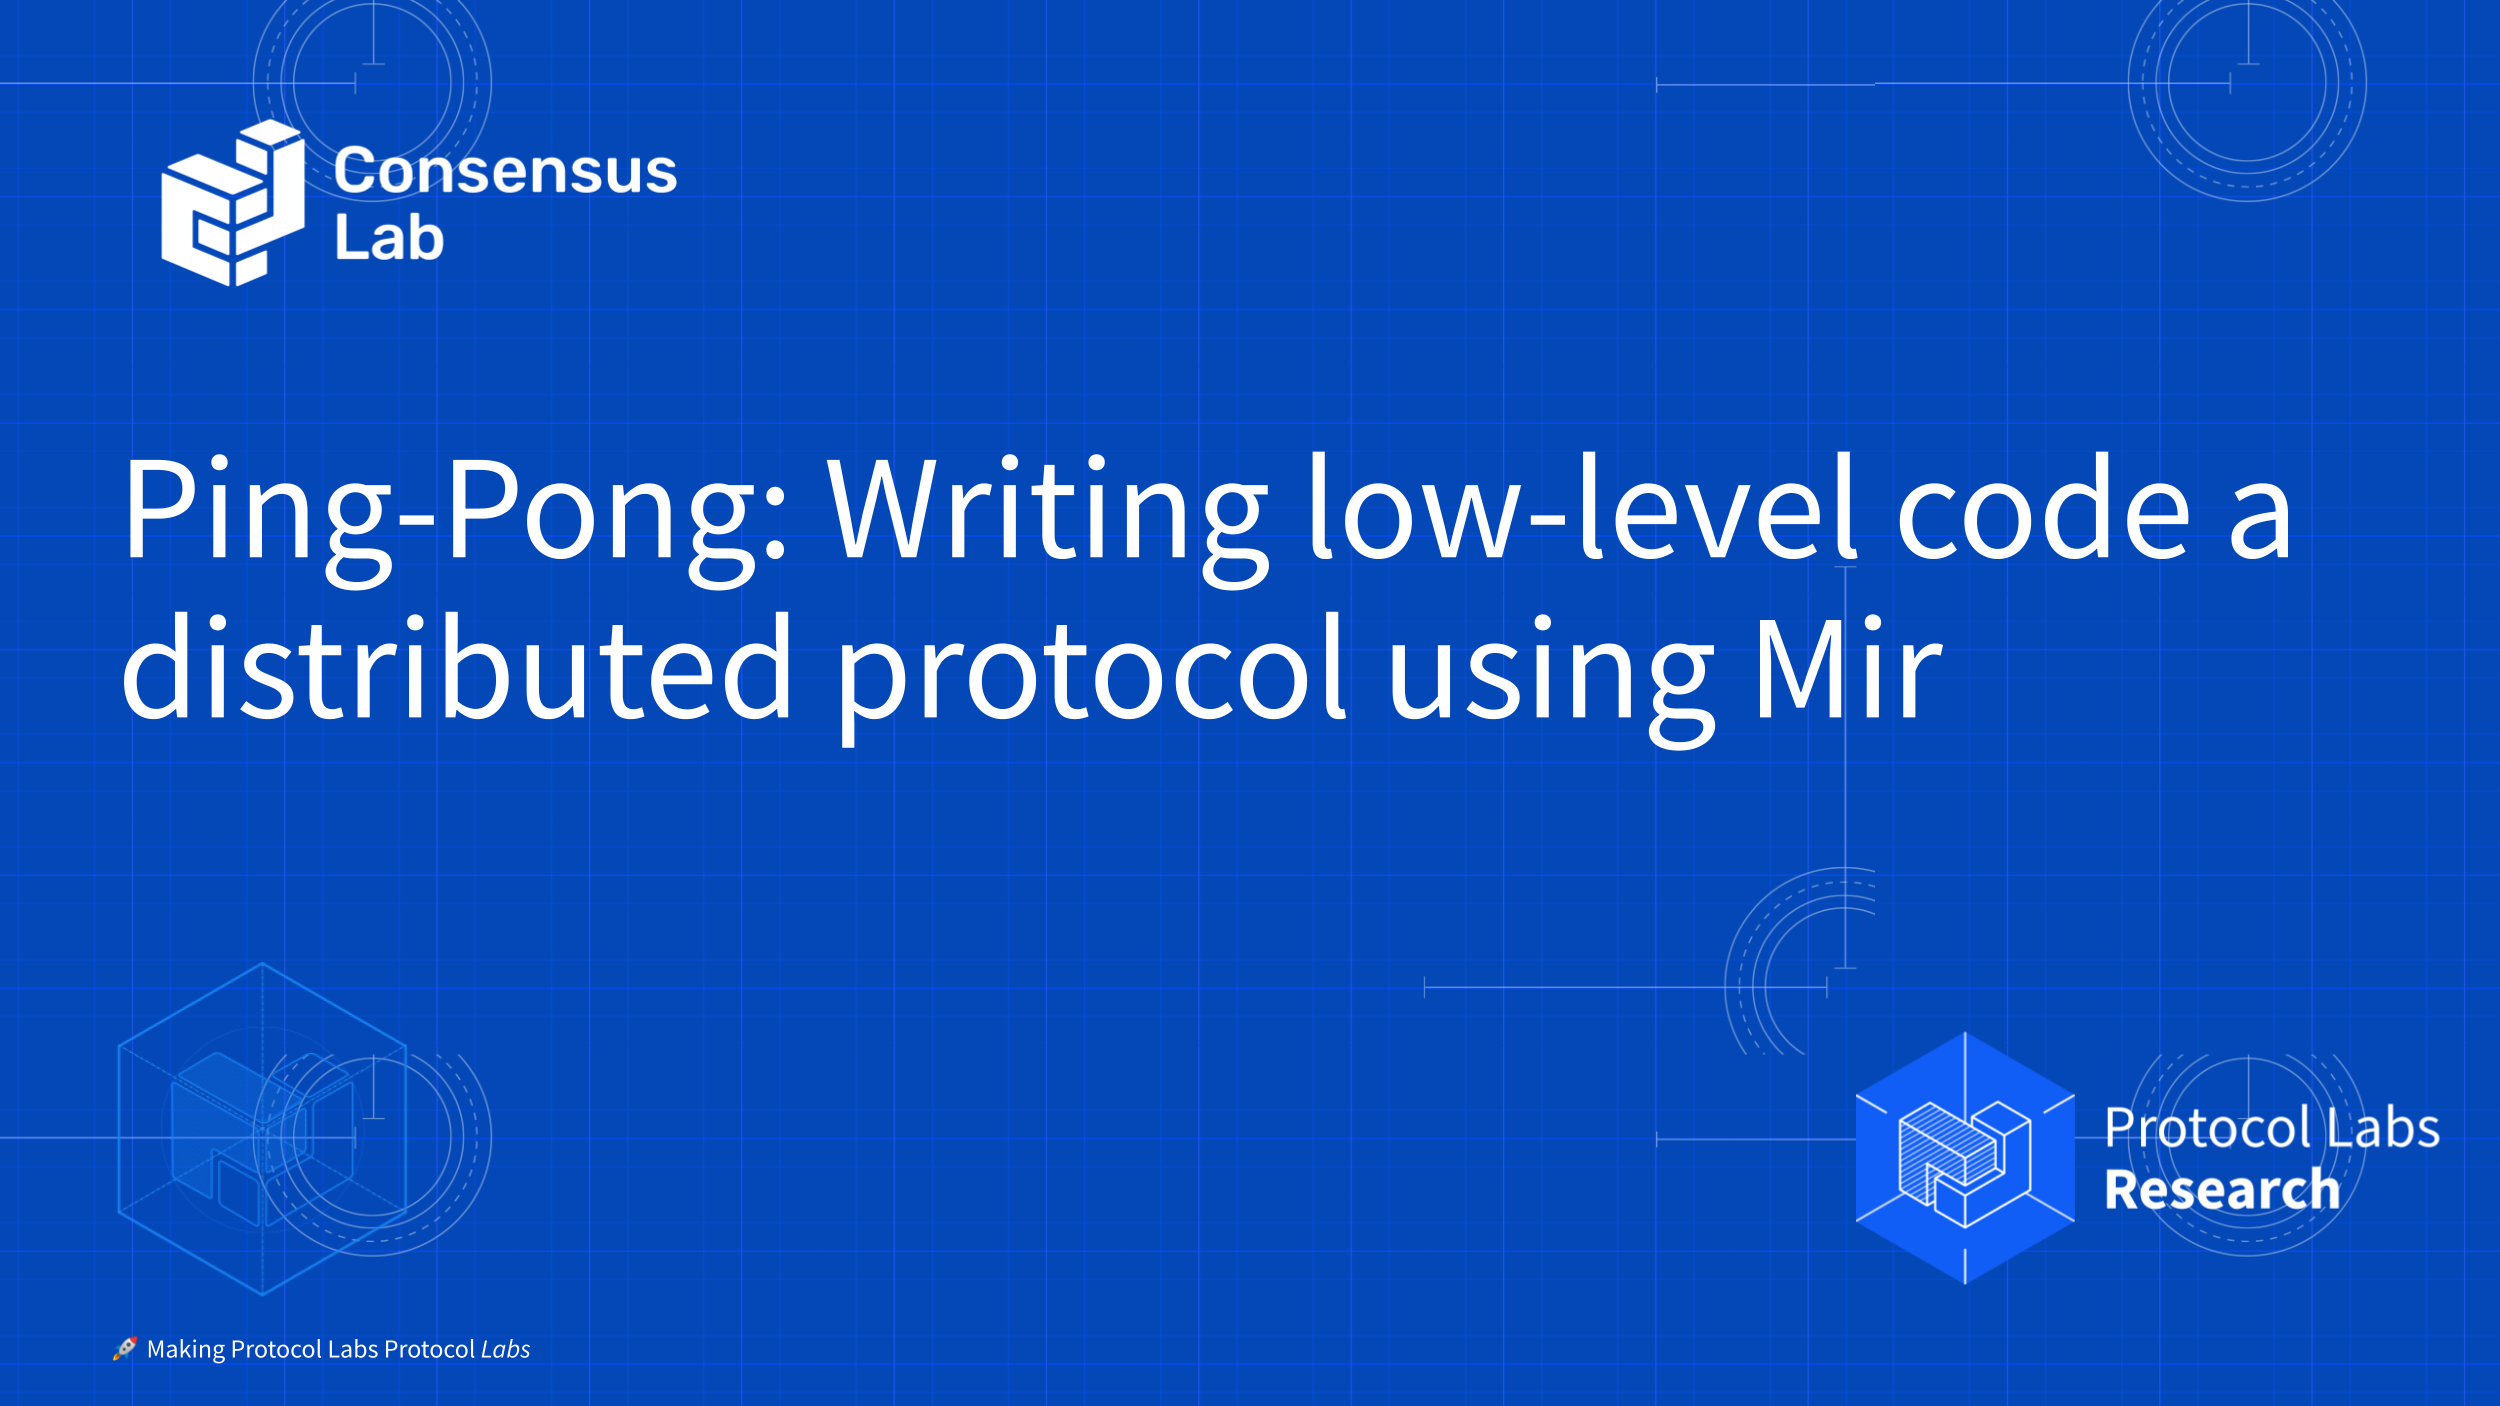 Consensus
Lab
Ping-Pong: Writing low-level code a
distributed protocol using Mir
Protocol Labs
Research
🚀 Making Protocol Labs Protocol Labs